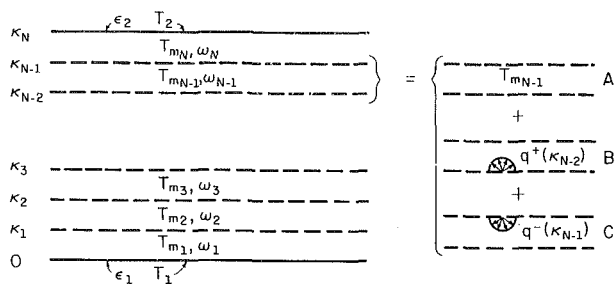 κN ϵ2 T2
TmN, ωN
κN-1
TmN-1, ωN-1
κN-2
κ3
Tm3, ω3
κ2
Tm2, ω2
κ1
Tm1, ω1
0
ϵ1 T1
=
TmN-1 A
+
q+(κN-2) B
+
q-(κN-1) C